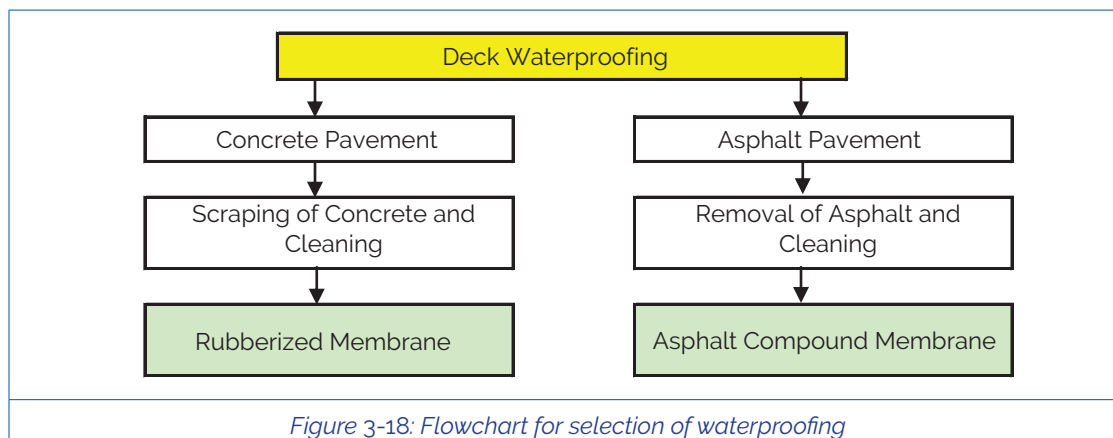 Deck Waterproofing
Concrete Pavement
Asphalt Pavement
Scraping of Concrete and
Cleaning
Removal of Asphalt and
Cleaning
Rubberized Membrane
Asphalt Compound Membrane
Figure 3-18: Flowchart for selection of waterproofing